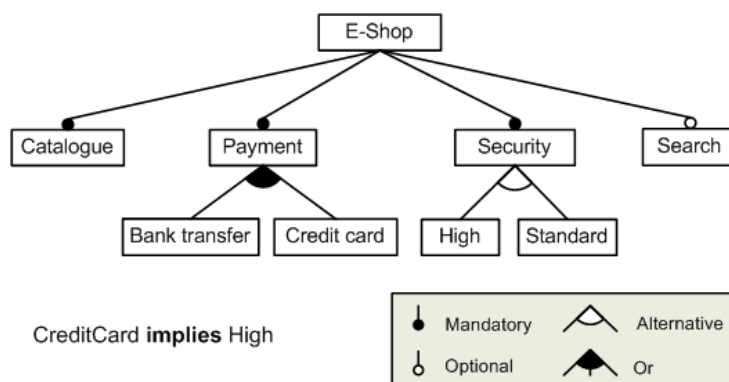 E-Shop
Catalogue
Payment
Security
Search
Bank transfer
Credit card
High
Standard
CreditCard implies High
Mandatory
Alternative
Optional
Or